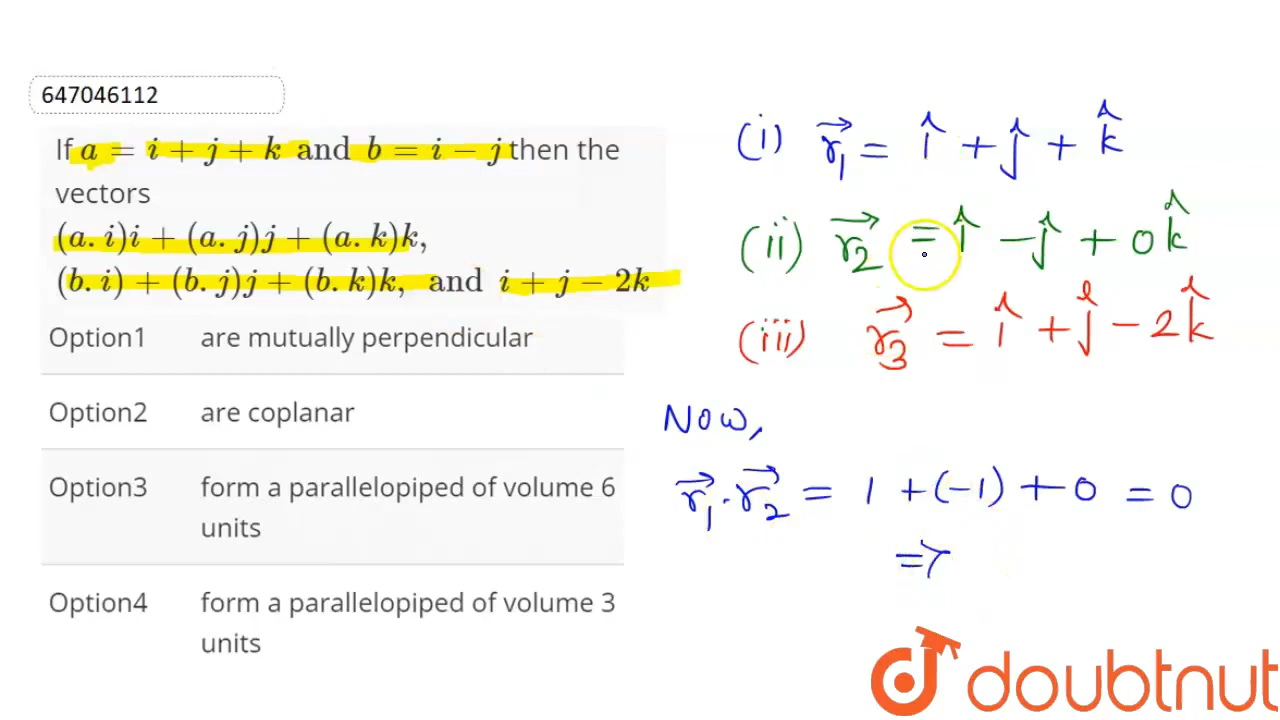 647046112
If a = i + j + k and b = i − j then the
vectors
(a. i)i + (a. j)j + (a. k)k,
(b. i) + (b. j)j + (b. k)k, and i + j − 2k
Option1 are mutually perpendicular
Option2 are coplanar
Option3 form a parallelopiped of volume 6
units
Option4 form a parallelopiped of volume 3
units
(i) r⃗₁ = î + ĵ + k̂
(ii) r⃗₂ = î − ĵ + 0k̂
(iii) r⃗₃ = î + ĵ − 2k̂
Now,
r⃗₁ . r⃗₂ = 1 + (−1) + 0 = 0
⇒
doubtnut